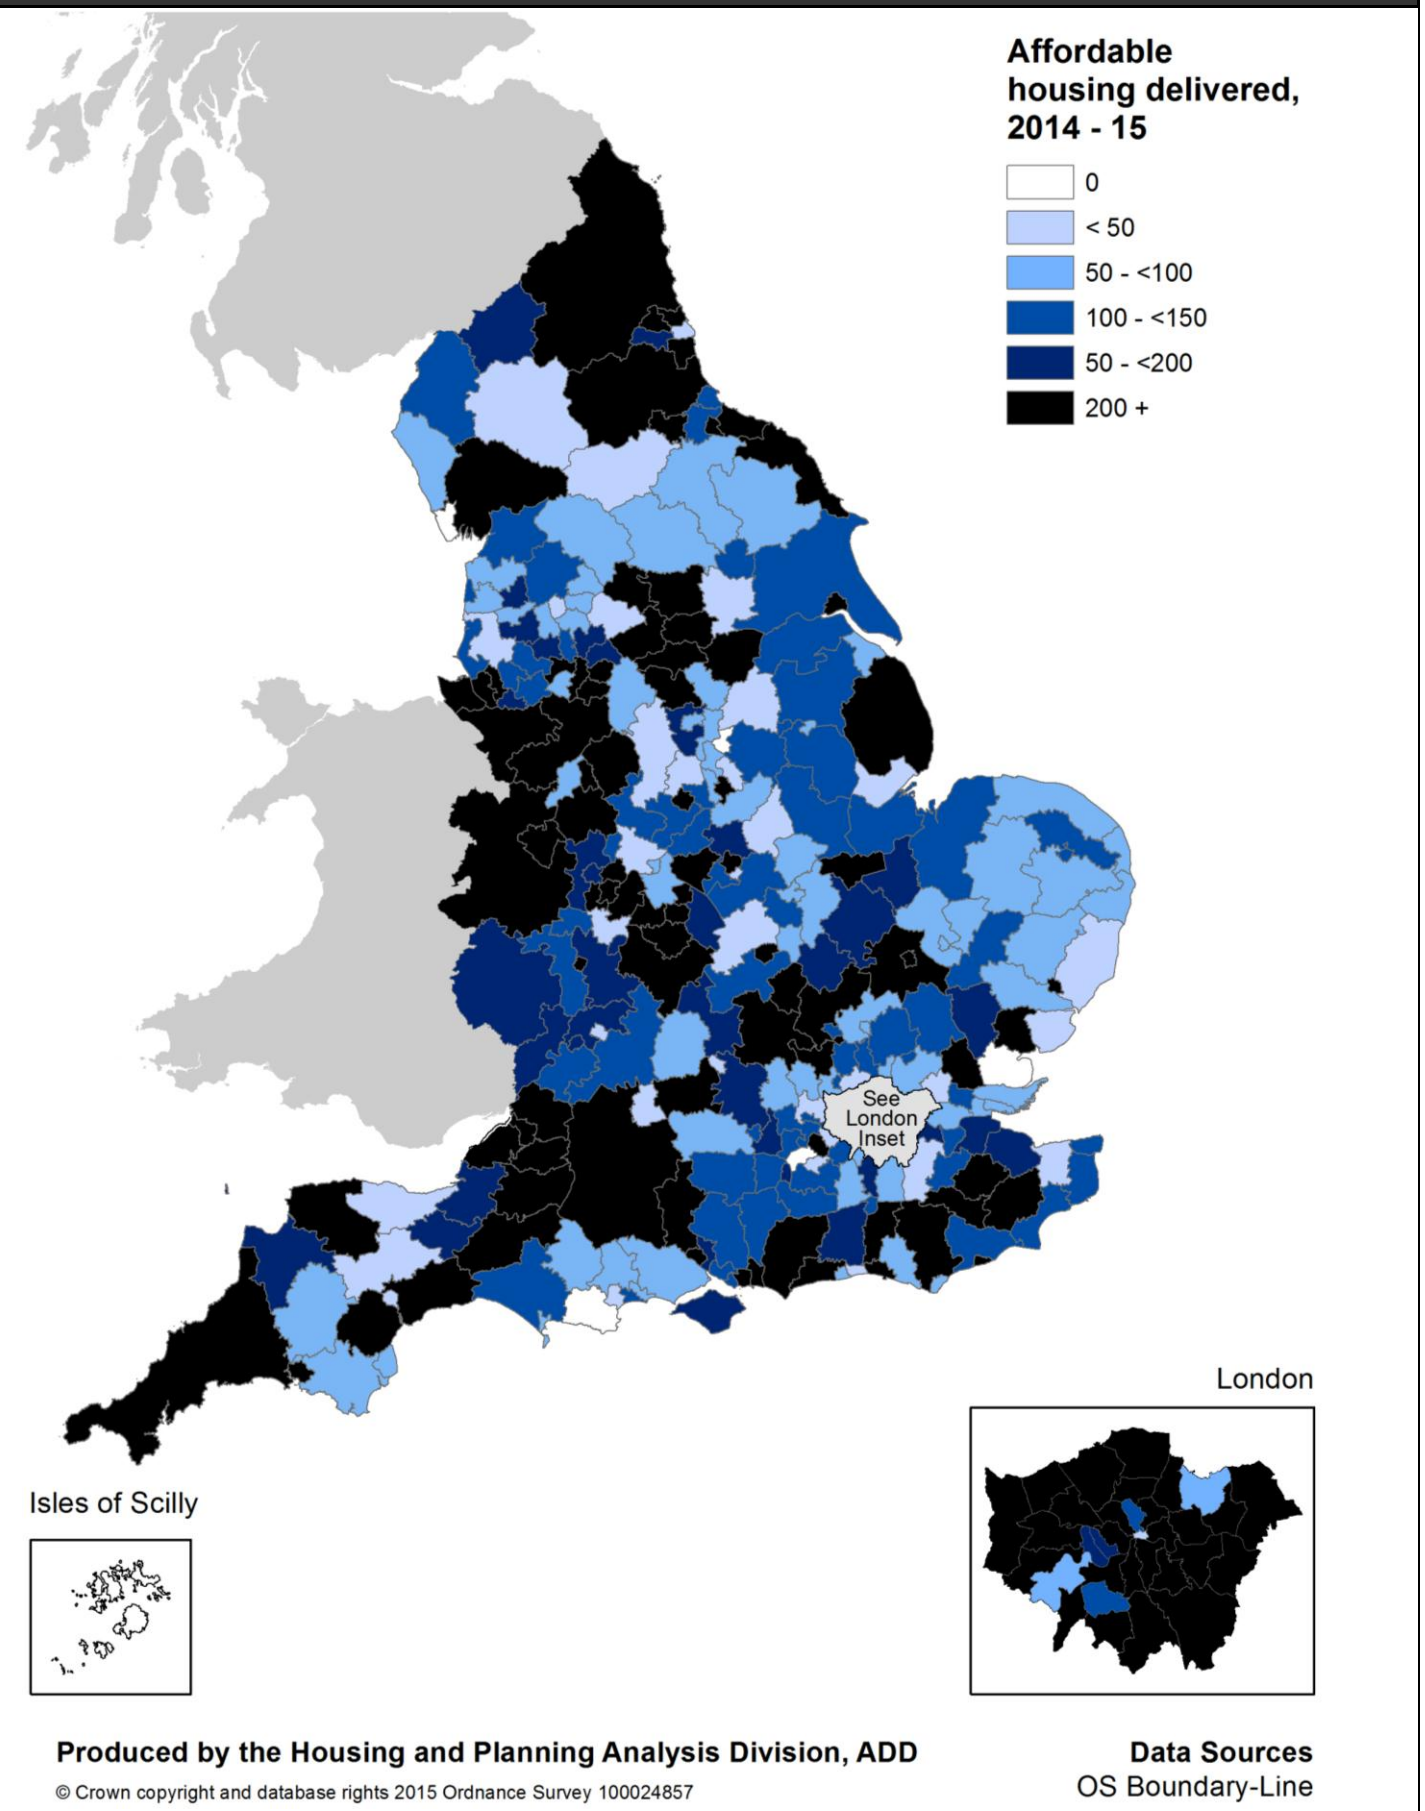 Affordable
housing delivered,
2014 - 15
0
< 50
50 - <100
100 - <150
50 - <200
200 +
See
London
Inset
London
Isles of Scilly
Produced by the Housing and Planning Analysis Division, ADD
© Crown copyright and database rights 2015 Ordnance Survey 100024857
Data Sources
OS Boundary-Line